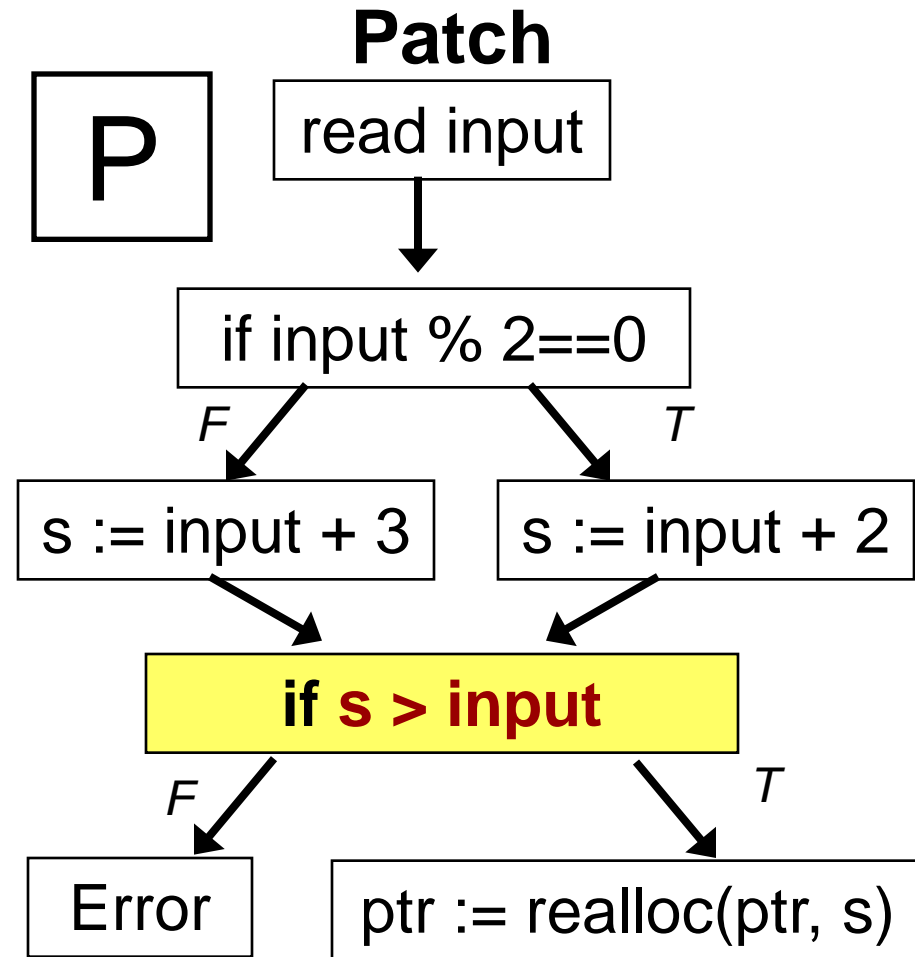 Patch
P
read input
if input % 2==0
F
T
s := input + 3
s := input + 2
if s > input
F
T
Error
ptr := realloc(ptr, s)